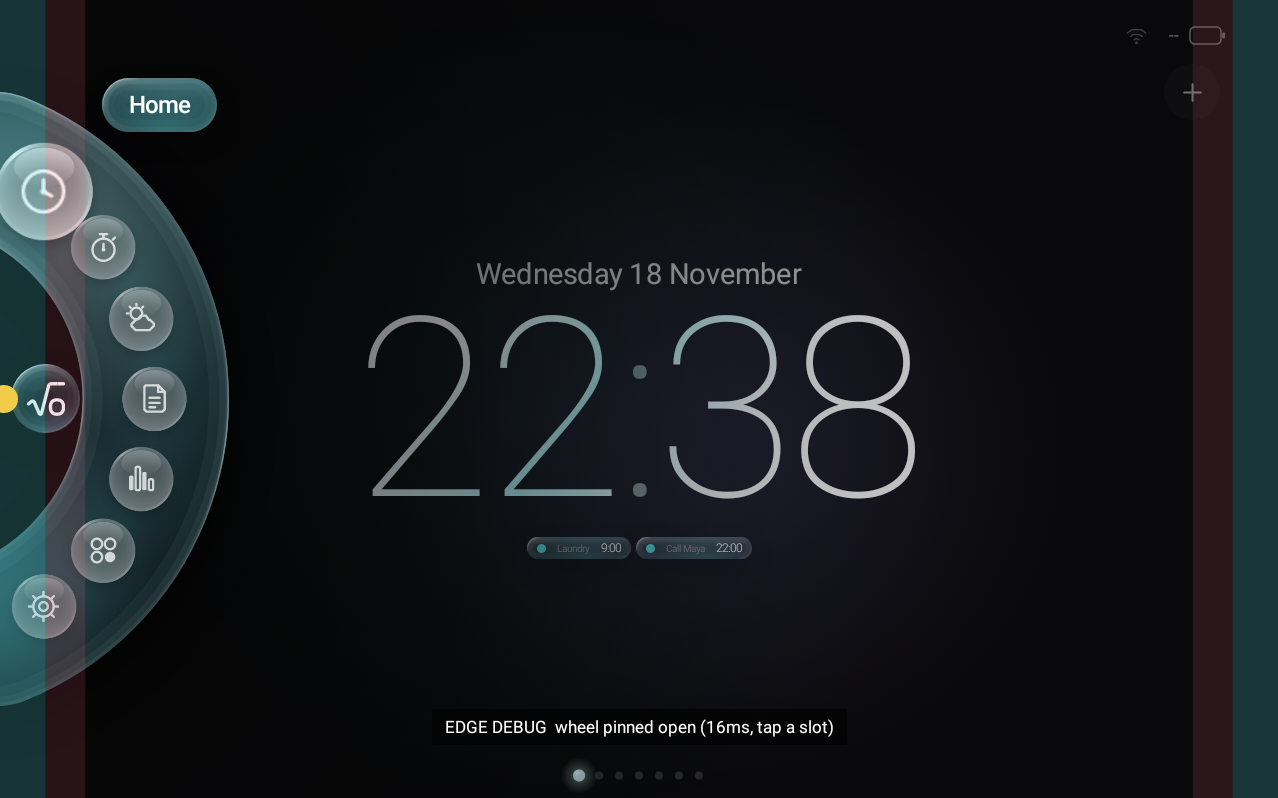 --
Home
Wednesday 18 November
22:38
Laundry 9:00 Call Maya 22:00
EDGE DEBUG wheel pinned open (16ms, tap a slot)